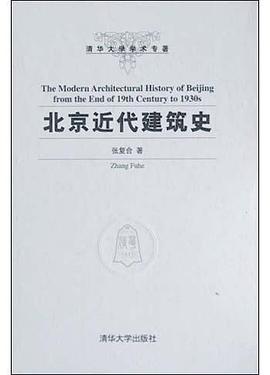 清华大学学术专著
The Modern Architectural History of Beijing
from the End of 19th Century to 1930s
北京近代建筑史
张复合 著
Zhang Fuhe
清华大学出版社